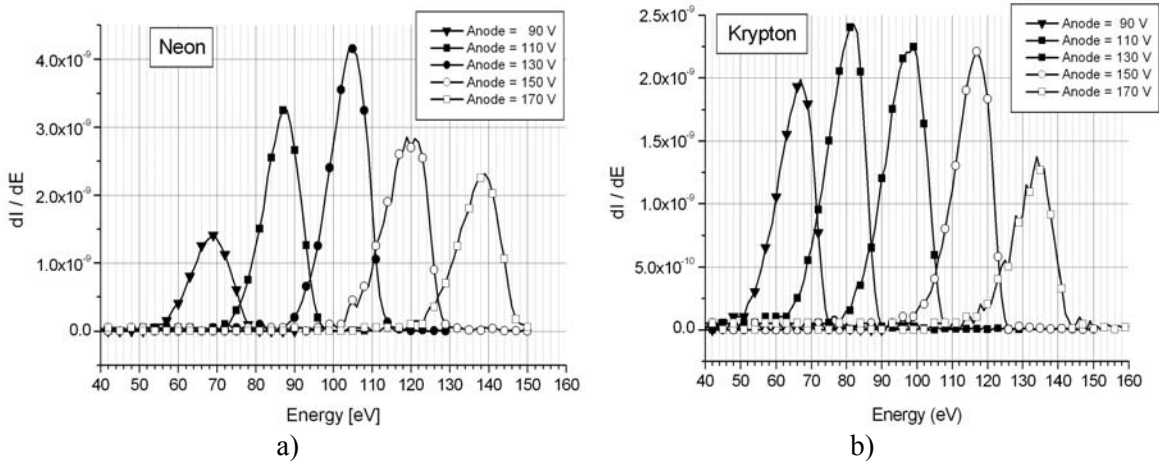 Neon
Anode = 90 V
Anode = 110 V
Anode = 130 V
Anode = 150 V
Anode = 170 V
4.0x10⁻⁹
3.0x10⁻⁹
2.0x10⁻⁹
1.0x10⁻⁹
0.0
dI / dE
40 50 60 70 80 90 100 110 120 130 140 150 160
Energy [eV]
a)
Krypton
Anode = 90 V
Anode = 110 V
Anode = 130 V
Anode = 150 V
Anode = 170 V
2.5x10⁻⁹
2.0x10⁻⁹
1.5x10⁻⁹
1.0x10⁻⁹
5.0x10⁻¹⁰
0.0
dI / dE
40 50 60 70 80 90 100 110 120 130 140 150 160
Energy (eV)
b)